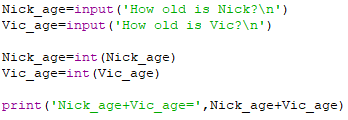 Nick_age=input('How old is Nick?\n')
Vic_age=input('How old is Vic?\n')
Nick_age=int(Nick_age)
Vic_age=int(Vic_age)
print('Nick_age+Vic_age=',Nick_age+Vic_age)